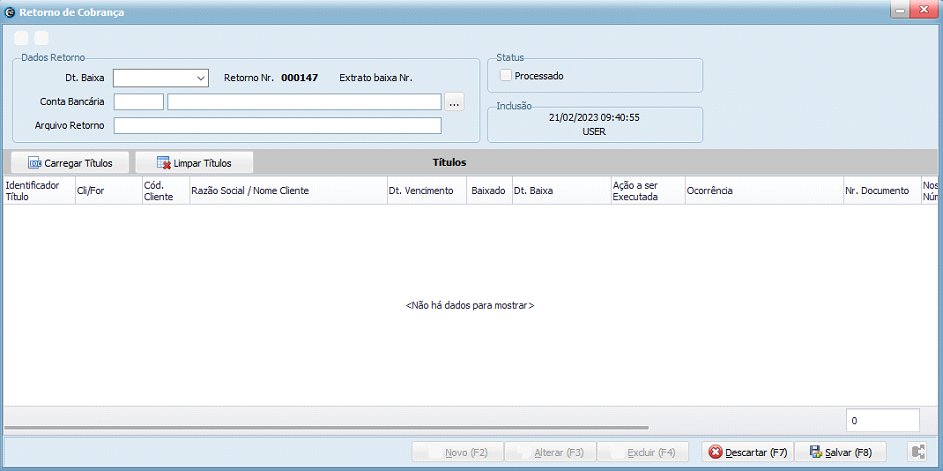 Retorno de Cobrança
Dados Retorno
Dt. Baixa
Retorno Nr. 000147
Extrato baixa Nr.
Conta Bancária
...
Arquivo Retorno
Status
Processado
Inclusão
21/02/2023 09:40:55
USER
Carregar Títulos
Limpar Títulos
Títulos
Identificador
Título
Cli/For
Cód.
Cliente
Razão Social / Nome Cliente
Dt. Vencimento
Baixado
Dt. Baixa
Ação a ser
Executada
Ocorrência
Nr. Documento
Nos
Núr
<Não há dados para mostrar>
0
Novo (F2)
Alterar (F3)
Excluir (F4)
Descartar (F7)
Salvar (F8)